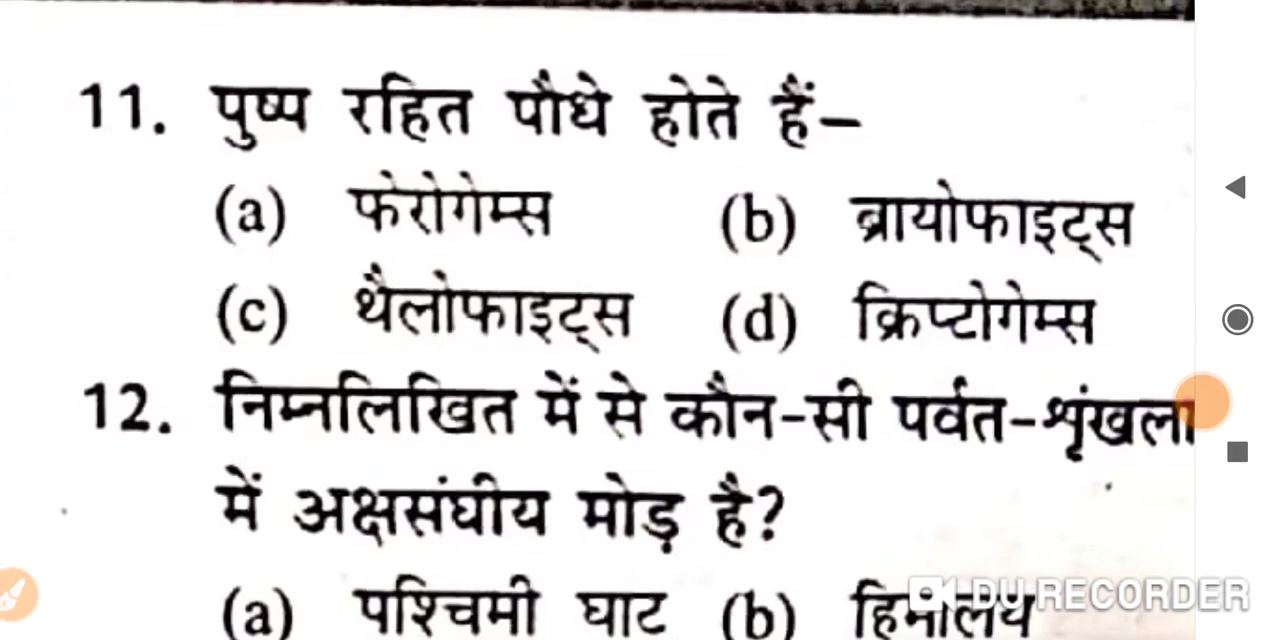 11. पुष्प रहित पौधे होते हैं–
(a) फेरोगेम्स (b) ब्रायोफाइट्स
(c) थैलोफाइट्स (d) क्रिप्टोगेम्स
12. निम्नलिखित में से कौन-सी पर्वत-शृंखला
में अक्षसंघीय मोड़ है?
(a) पश्चिमी घाट (b) हिमालय
DU RECORDER